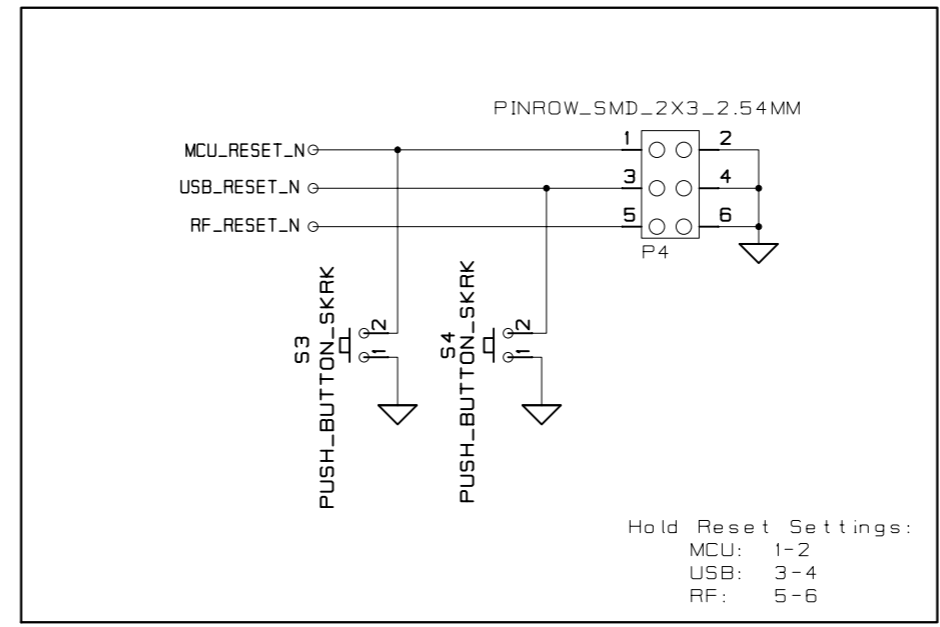 PINROW_SMD_2X3_2.54MM
MCU_RESET_N
1
2
USB_RESET_N
3
4
RF_RESET_N
5
6
P4
S3
PUSH_BUTTON_SKRK
2
1
S4
PUSH_BUTTON_SKRK
2
1
Hold Reset Settings:
MCU: 1-2
USB: 3-4
RF: 5-6